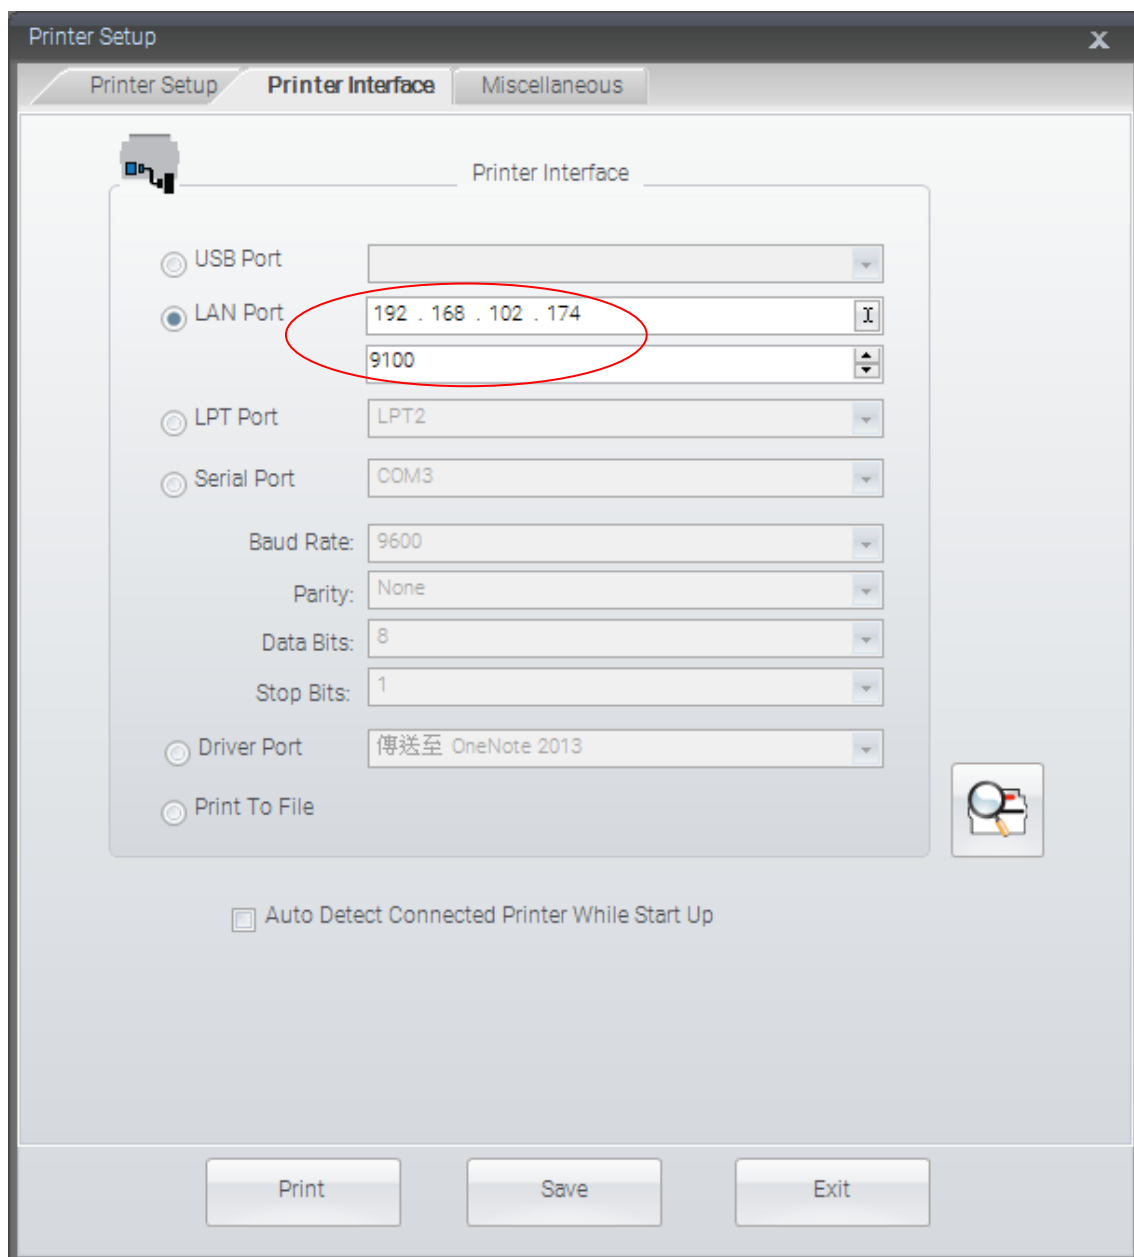 Printer Setup
X
Printer Setup
Printer Interface
Miscellaneous
Printer Interface
USB Port
LAN Port 192 . 168 . 102 . 174
9100
LPT Port LPT2
Serial Port COM3
Baud Rate: 9600
Parity: None
Data Bits: 8
Stop Bits: 1
Driver Port 傳送至 OneNote 2013
Print To File
Auto Detect Connected Printer While Start Up
Print
Save
Exit